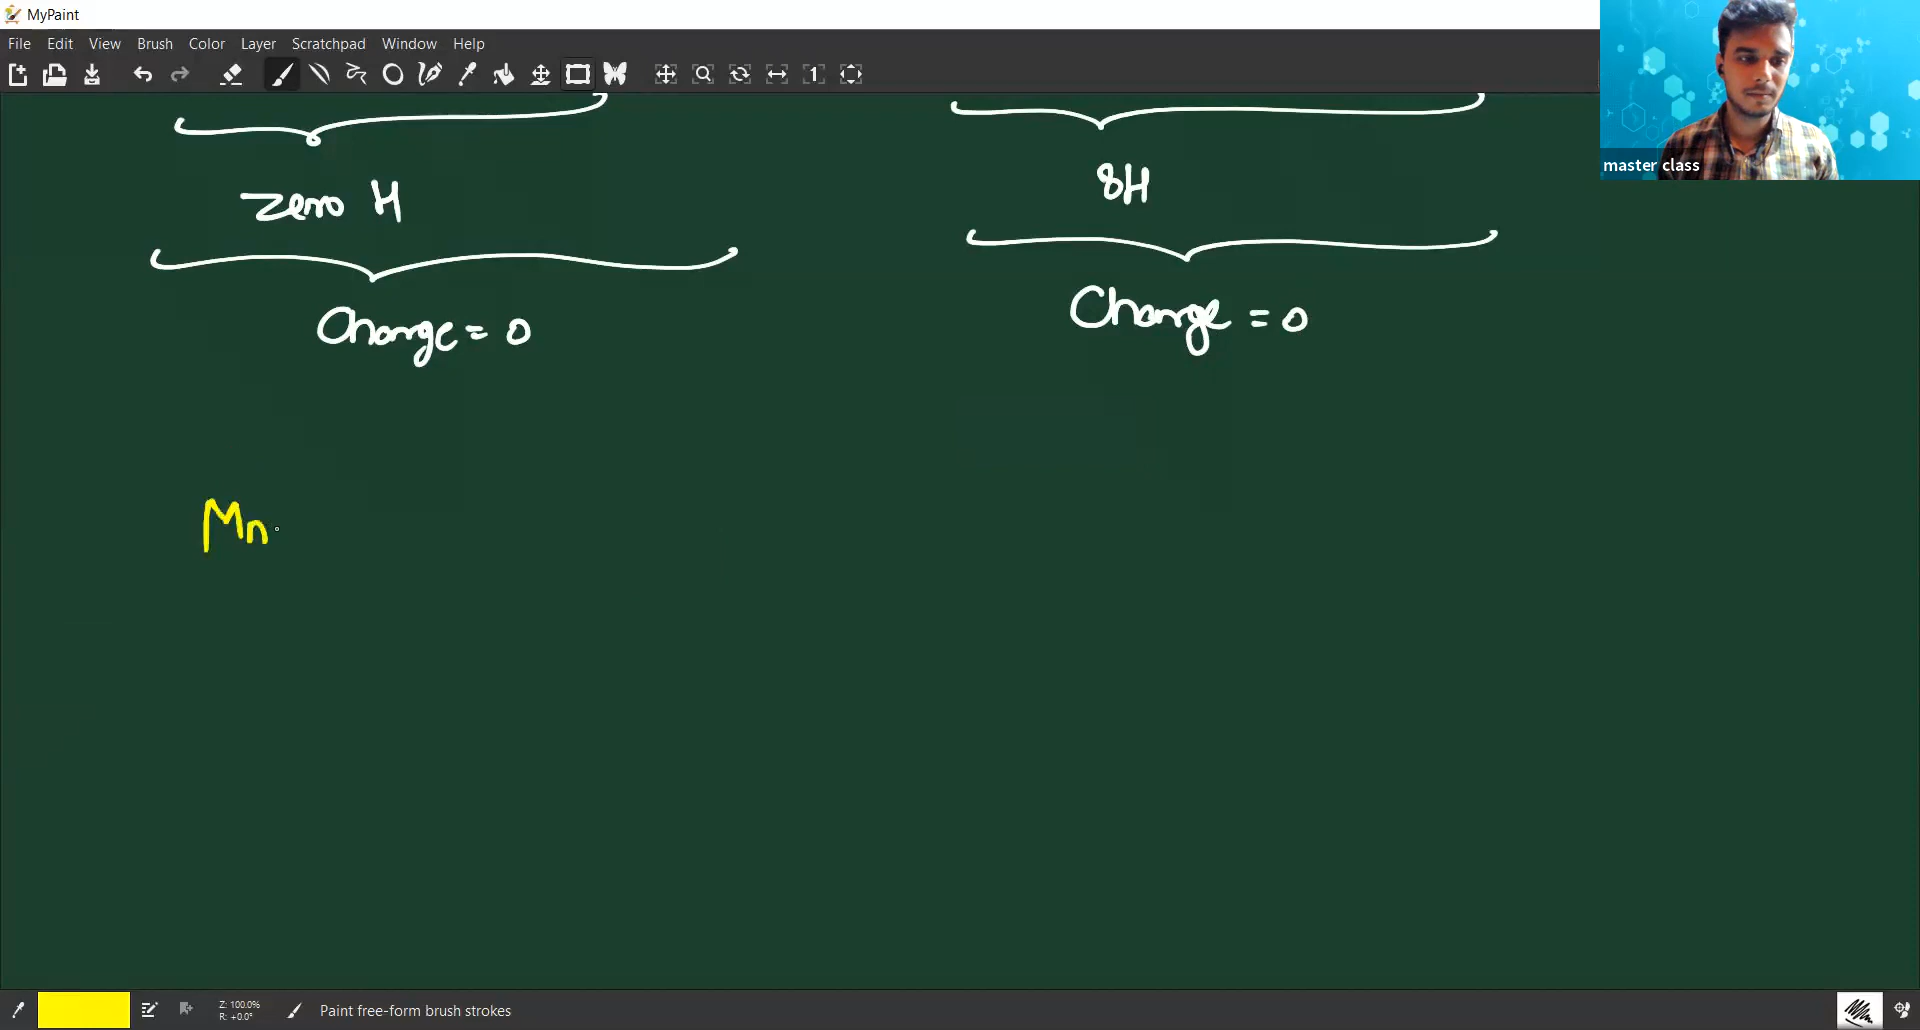 MyPaint
File Edit View Brush Color Layer Scratchpad Window Help
1
master class
zero H
8H
Charge = 0
Charge = 0
Mn
Z: 100.0%
R: +0.0°
Paint free-form brush strokes